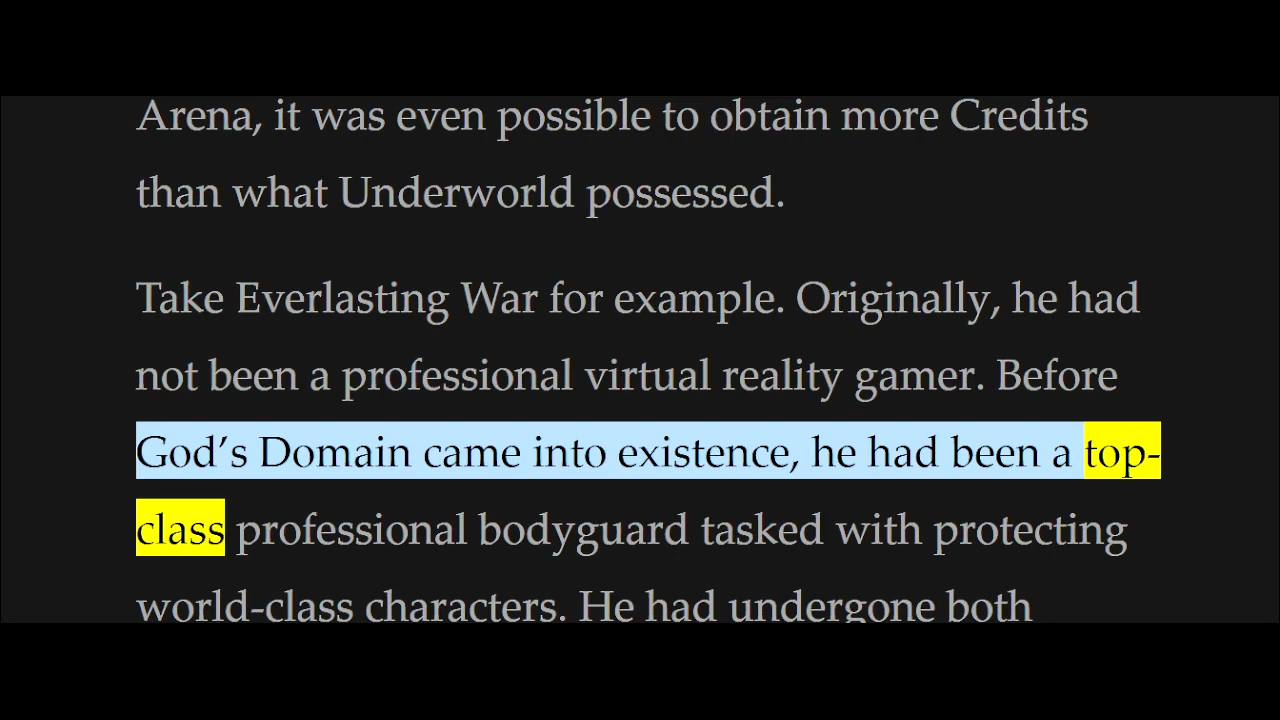 Arena, it was even possible to obtain more Credits
than what Underworld possessed.
Take Everlasting War for example. Originally, he had
not been a professional virtual reality gamer. Before
God’s Domain came into existence, he had been a top-
class professional bodyguard tasked with protecting
world-class characters. He had undergone both